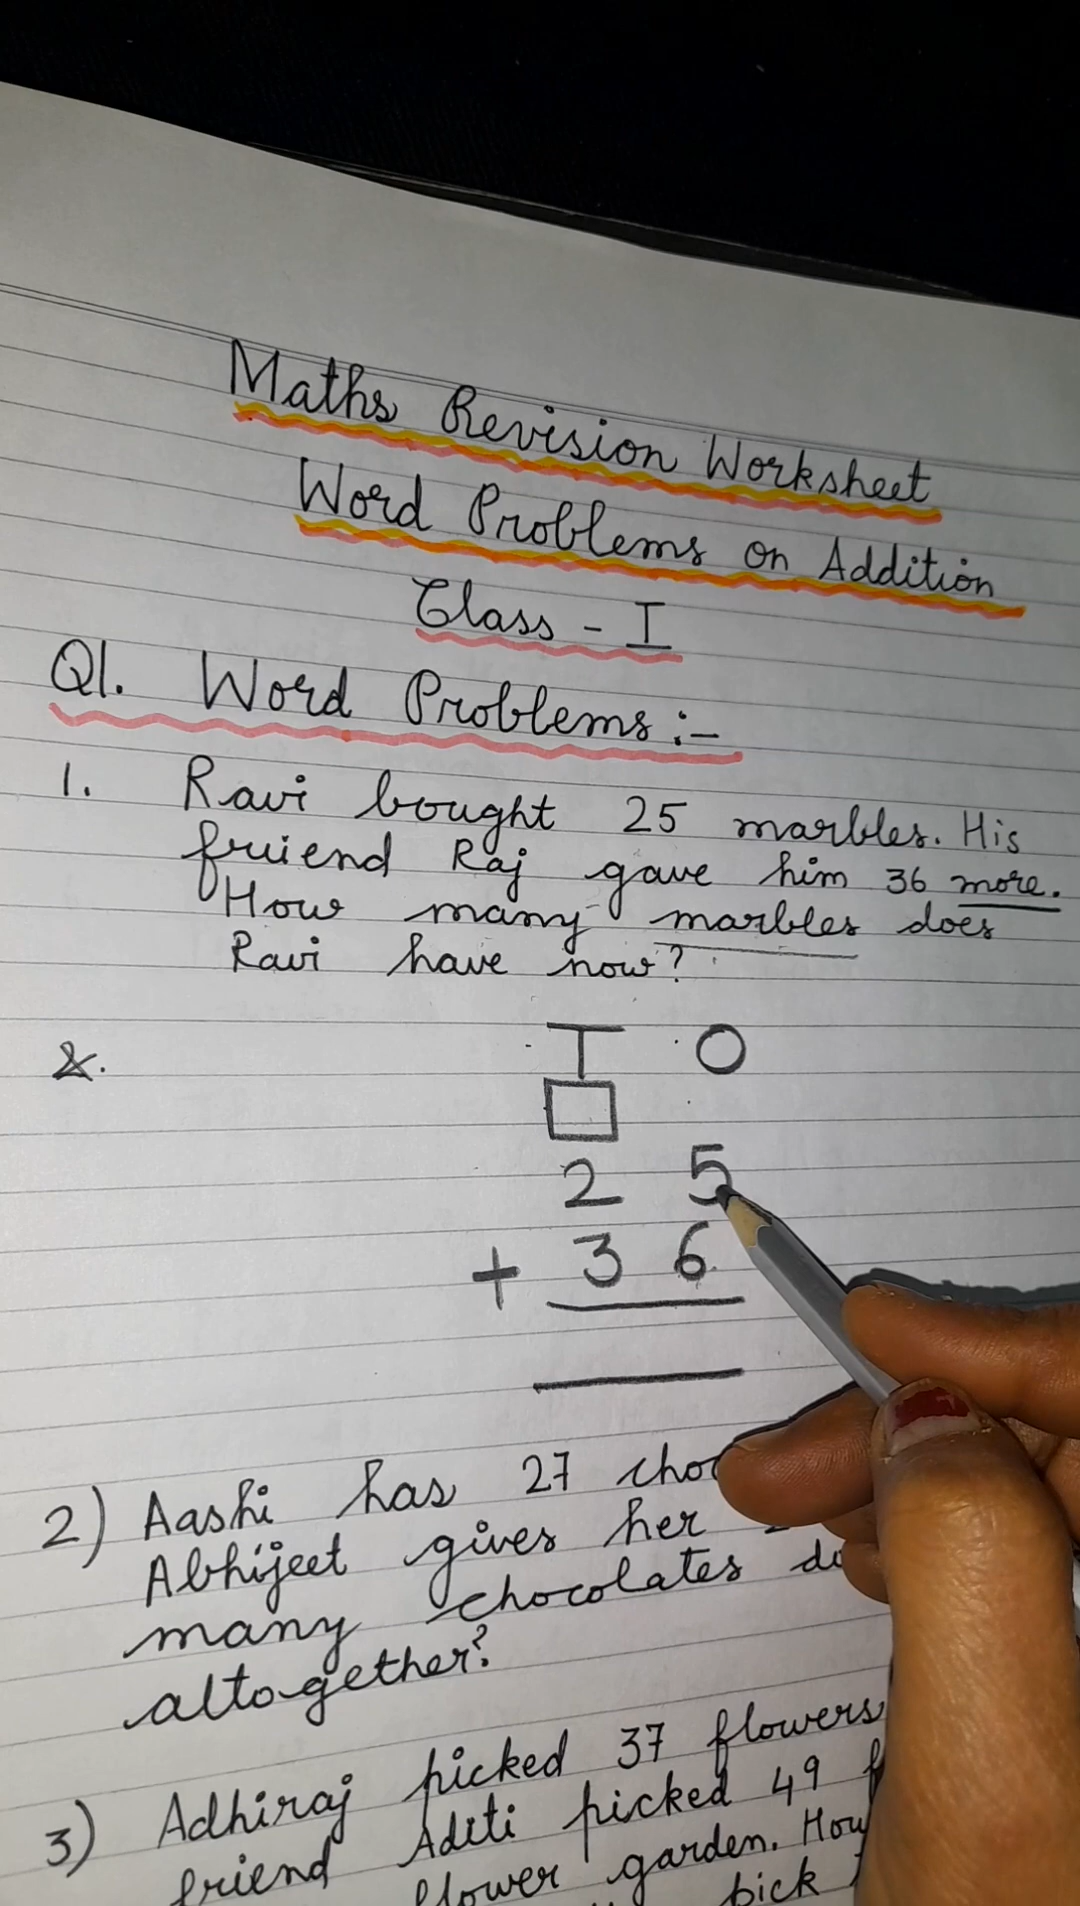 Maths Revision Worksheet
Word Problems on Addition
Class - I
Q1. Word Problems :-
1. Ravi bought 25 marbles. His
friend Raj gave him 36 more.
How many marbles does
Ravi have now?
T O
2 5
+ 3 6
2) Aashi has 27
Abhijeet gives her
many chocolates
altogether?
3) Adhiraj picked 37 flowers
friend Aditi picked 49
flower garden. How
pick